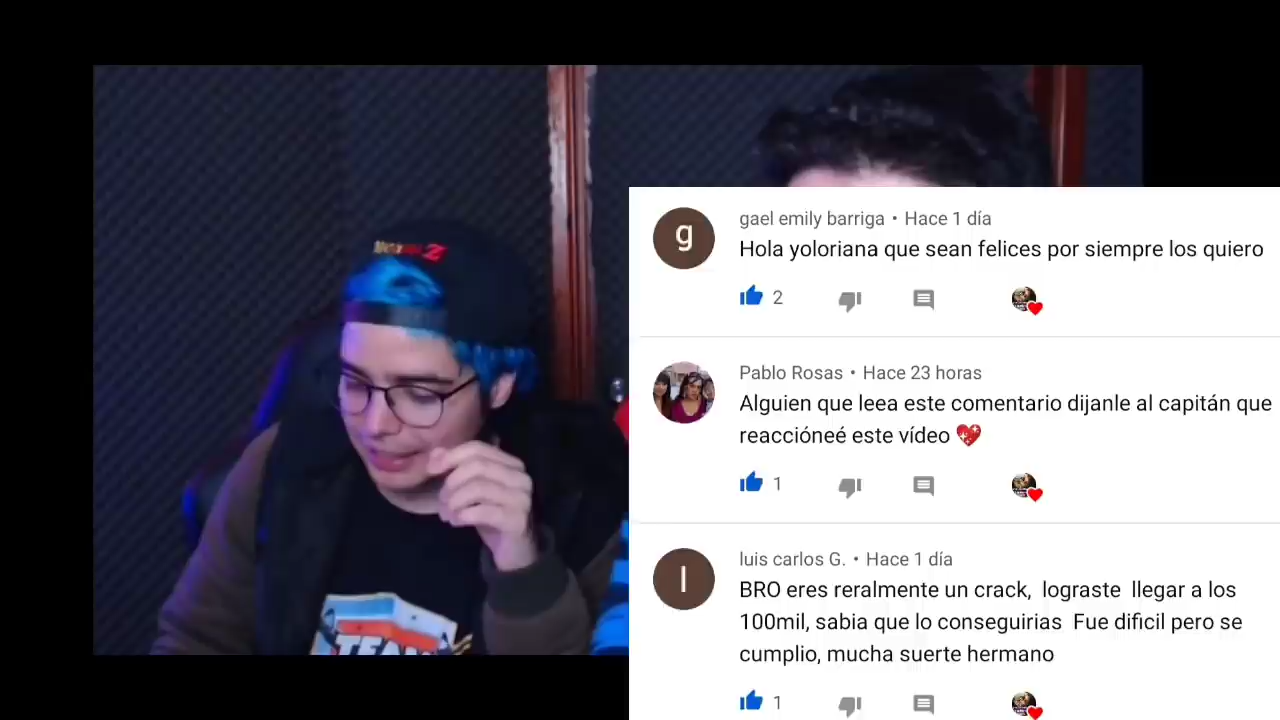 Z
TEAM
g
gael emily barriga • Hace 1 día
Hola yoloriana que sean felices por siempre los quiero
2
Pablo Rosas • Hace 23 horas
Alguien que leea este comentario dijanle al capitán que
reaccióneé este vídeo 💖
1
l
luis carlos G. • Hace 1 día
BRO eres reralmente un crack, lograste llegar a los
100mil, sabia que lo conseguirias Fue dificil pero se
cumplio, mucha suerte hermano
1